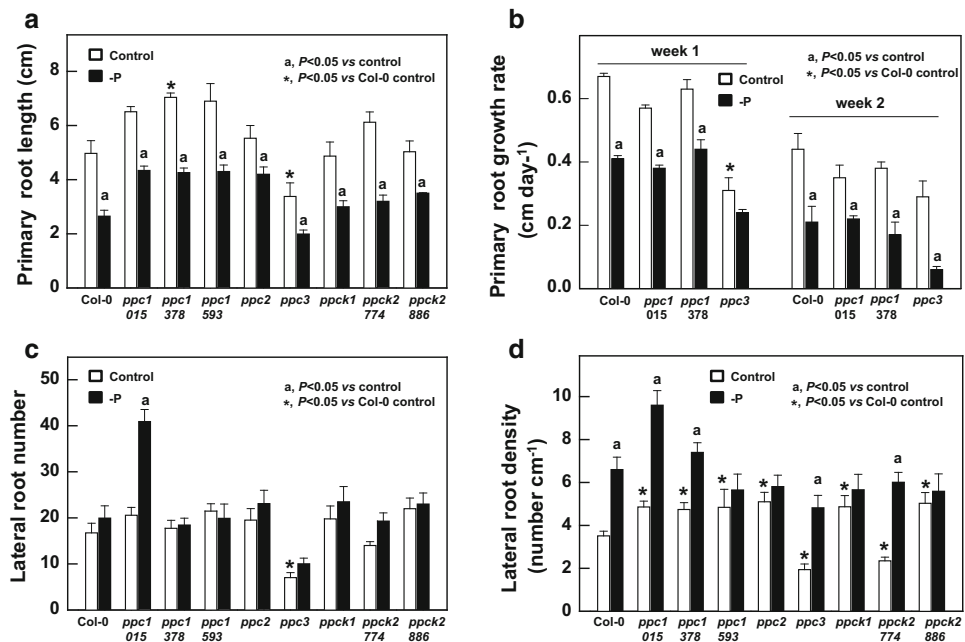 a
Primary root length (cm)
8
6
4
2
0
Control
-P
a, P<0.05 vs control
*, P<0.05 vs Col-0 control
a
a
*
a
a
a
*
a
a
a
a
Col-0
ppc1
015
ppc1
378
ppc1
593
ppc2
ppc3
ppck1
ppck2
774
ppck2
886
b
Primary root growth rate
(cm day-1)
0.6
0.4
0.2
0.0
week 1
a, P<0.05 vs control
*, P<0.05 vs Col-0 control
Control
-P
week 2
a
a
a
*
a
a
a
a
Col-0
ppc1
015
ppc1
378
ppc3
Col-0
ppc1
015
ppc1
378
ppc3
c
Lateral root number
50
40
30
20
10
0
Control
-P
a, P<0.05 vs control
*, P<0.05 vs Col-0 control
a
*
Col-0
ppc1
015
ppc1
378
ppc1
593
ppc2
ppc3
ppck1
ppck2
774
ppck2
886
d
Lateral root density
(number cm-1)
10
8
6
4
2
0
Control
-P
a, P<0.05 vs control
*, P<0.05 vs Col-0 control
a
*
a
*
a
*
*
*
a
*
*
a
*
Col-0
ppc1
015
ppc1
378
ppc1
593
ppc2
ppc3
ppck1
ppck2
774
ppck2
886